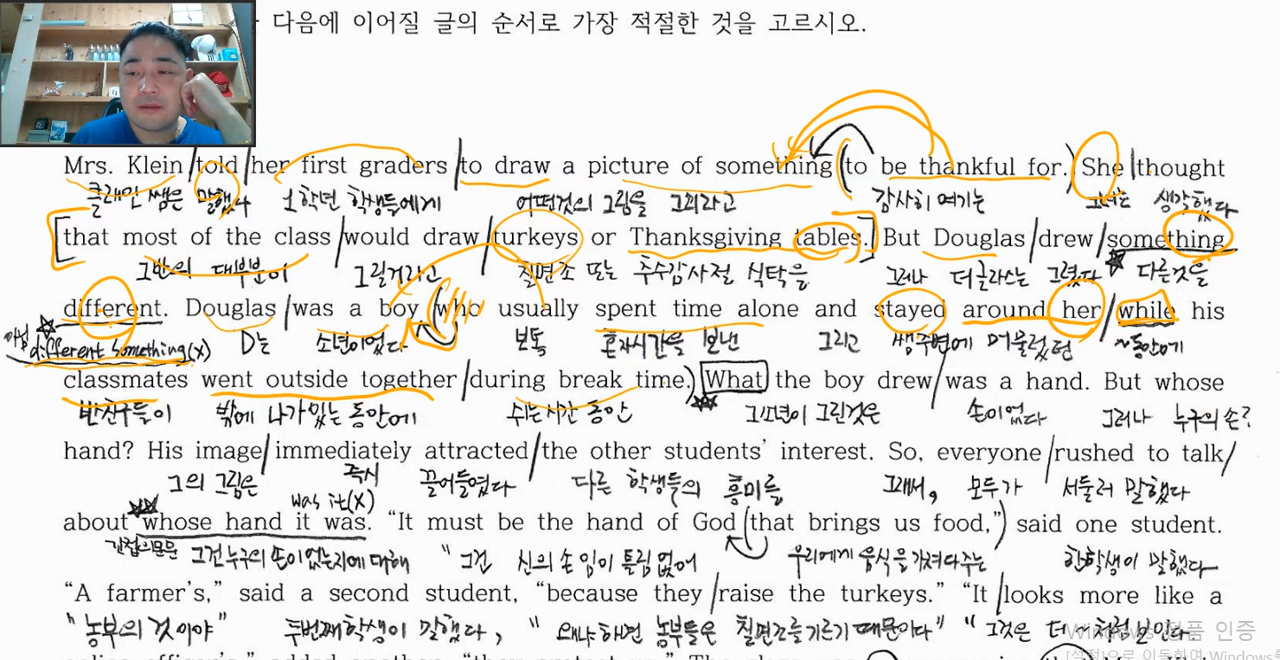 다음에 이어질 글의 순서로 가장 적절한 것을 고르시오.
Mrs. Klein told her first graders to draw a picture of something to be thankful for. She thought
클래인 쌤은 말했다 1학년 학생들에게 어떤것의 그림을 그리라고 감사히 여기는 그녀는 생각했다
that most of the class would draw turkeys or Thanksgiving tables. But Douglas drew something
그반의 대부분이 그릴거라고 칠면조 또는 추수감사절 식탁을 그러나 더글라스는 그렸다 다른것을
different. Douglas was a boy who usually spent time alone and stayed around her while his
different something(X) D는 소년이었다 보통 혼자시간을 보낸 그리고 쌤주변에 머물렀던 ~동안에
classmates went outside together during break time. What the boy drew was a hand. But whose
반친구들이 밖에 나가있는 동안에 쉬는시간 동안 그소년이 그린것은 손이었다 그러나 누구의 손?
hand? His image immediately attracted the other students' interest. So, everyone rushed to talk
그의 그림은 즉시 끌어들였다 다른 학생들의 흥미를 그래서, 모두가 서둘러 말했다
was it(X)
about whose hand it was. "It must be the hand of God that brings us food," said one student.
간접의문문 그건 누구의 손이었는지에 대해 "그건 신의 손임이 틀림없어 우리에게 음식을 가져다주는 한학생이 말했다
"A farmer's," said a second student, "because they raise the turkeys." "It looks more like a
"농부의 것이야" 두번째학생이 말했다, "왜냐하면 농부들은 칠면조를 기르기 때문이다" "그것은 더 처럼 보인다
Windows 정품 인증